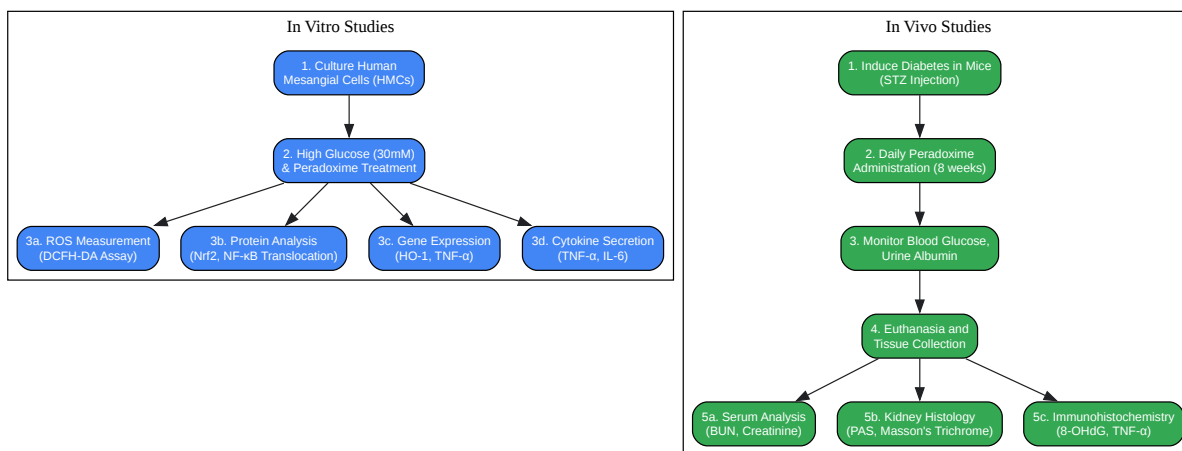 In Vitro Studies
1. Culture Human
Mesangial Cells (HMCs)
2. High Glucose (30mM)
& Peradoxime Treatment
3a. ROS Measurement
(DCFH-DA Assay)
3b. Protein Analysis
(Nrf2, NF-κB Translocation)
3c. Gene Expression
(HO-1, TNF-α)
3d. Cytokine Secretion
(TNF-α, IL-6)
In Vivo Studies
1. Induce Diabetes in Mice
(STZ Injection)
2. Daily Peradoxime
Administration (8 weeks)
3. Monitor Blood Glucose,
Urine Albumin
4. Euthanasia and
Tissue Collection
5a. Serum Analysis
(BUN, Creatinine)
5b. Kidney Histology
(PAS, Masson's Trichrome)
5c. Immunohistochemistry
(8-OHdG, TNF-α)